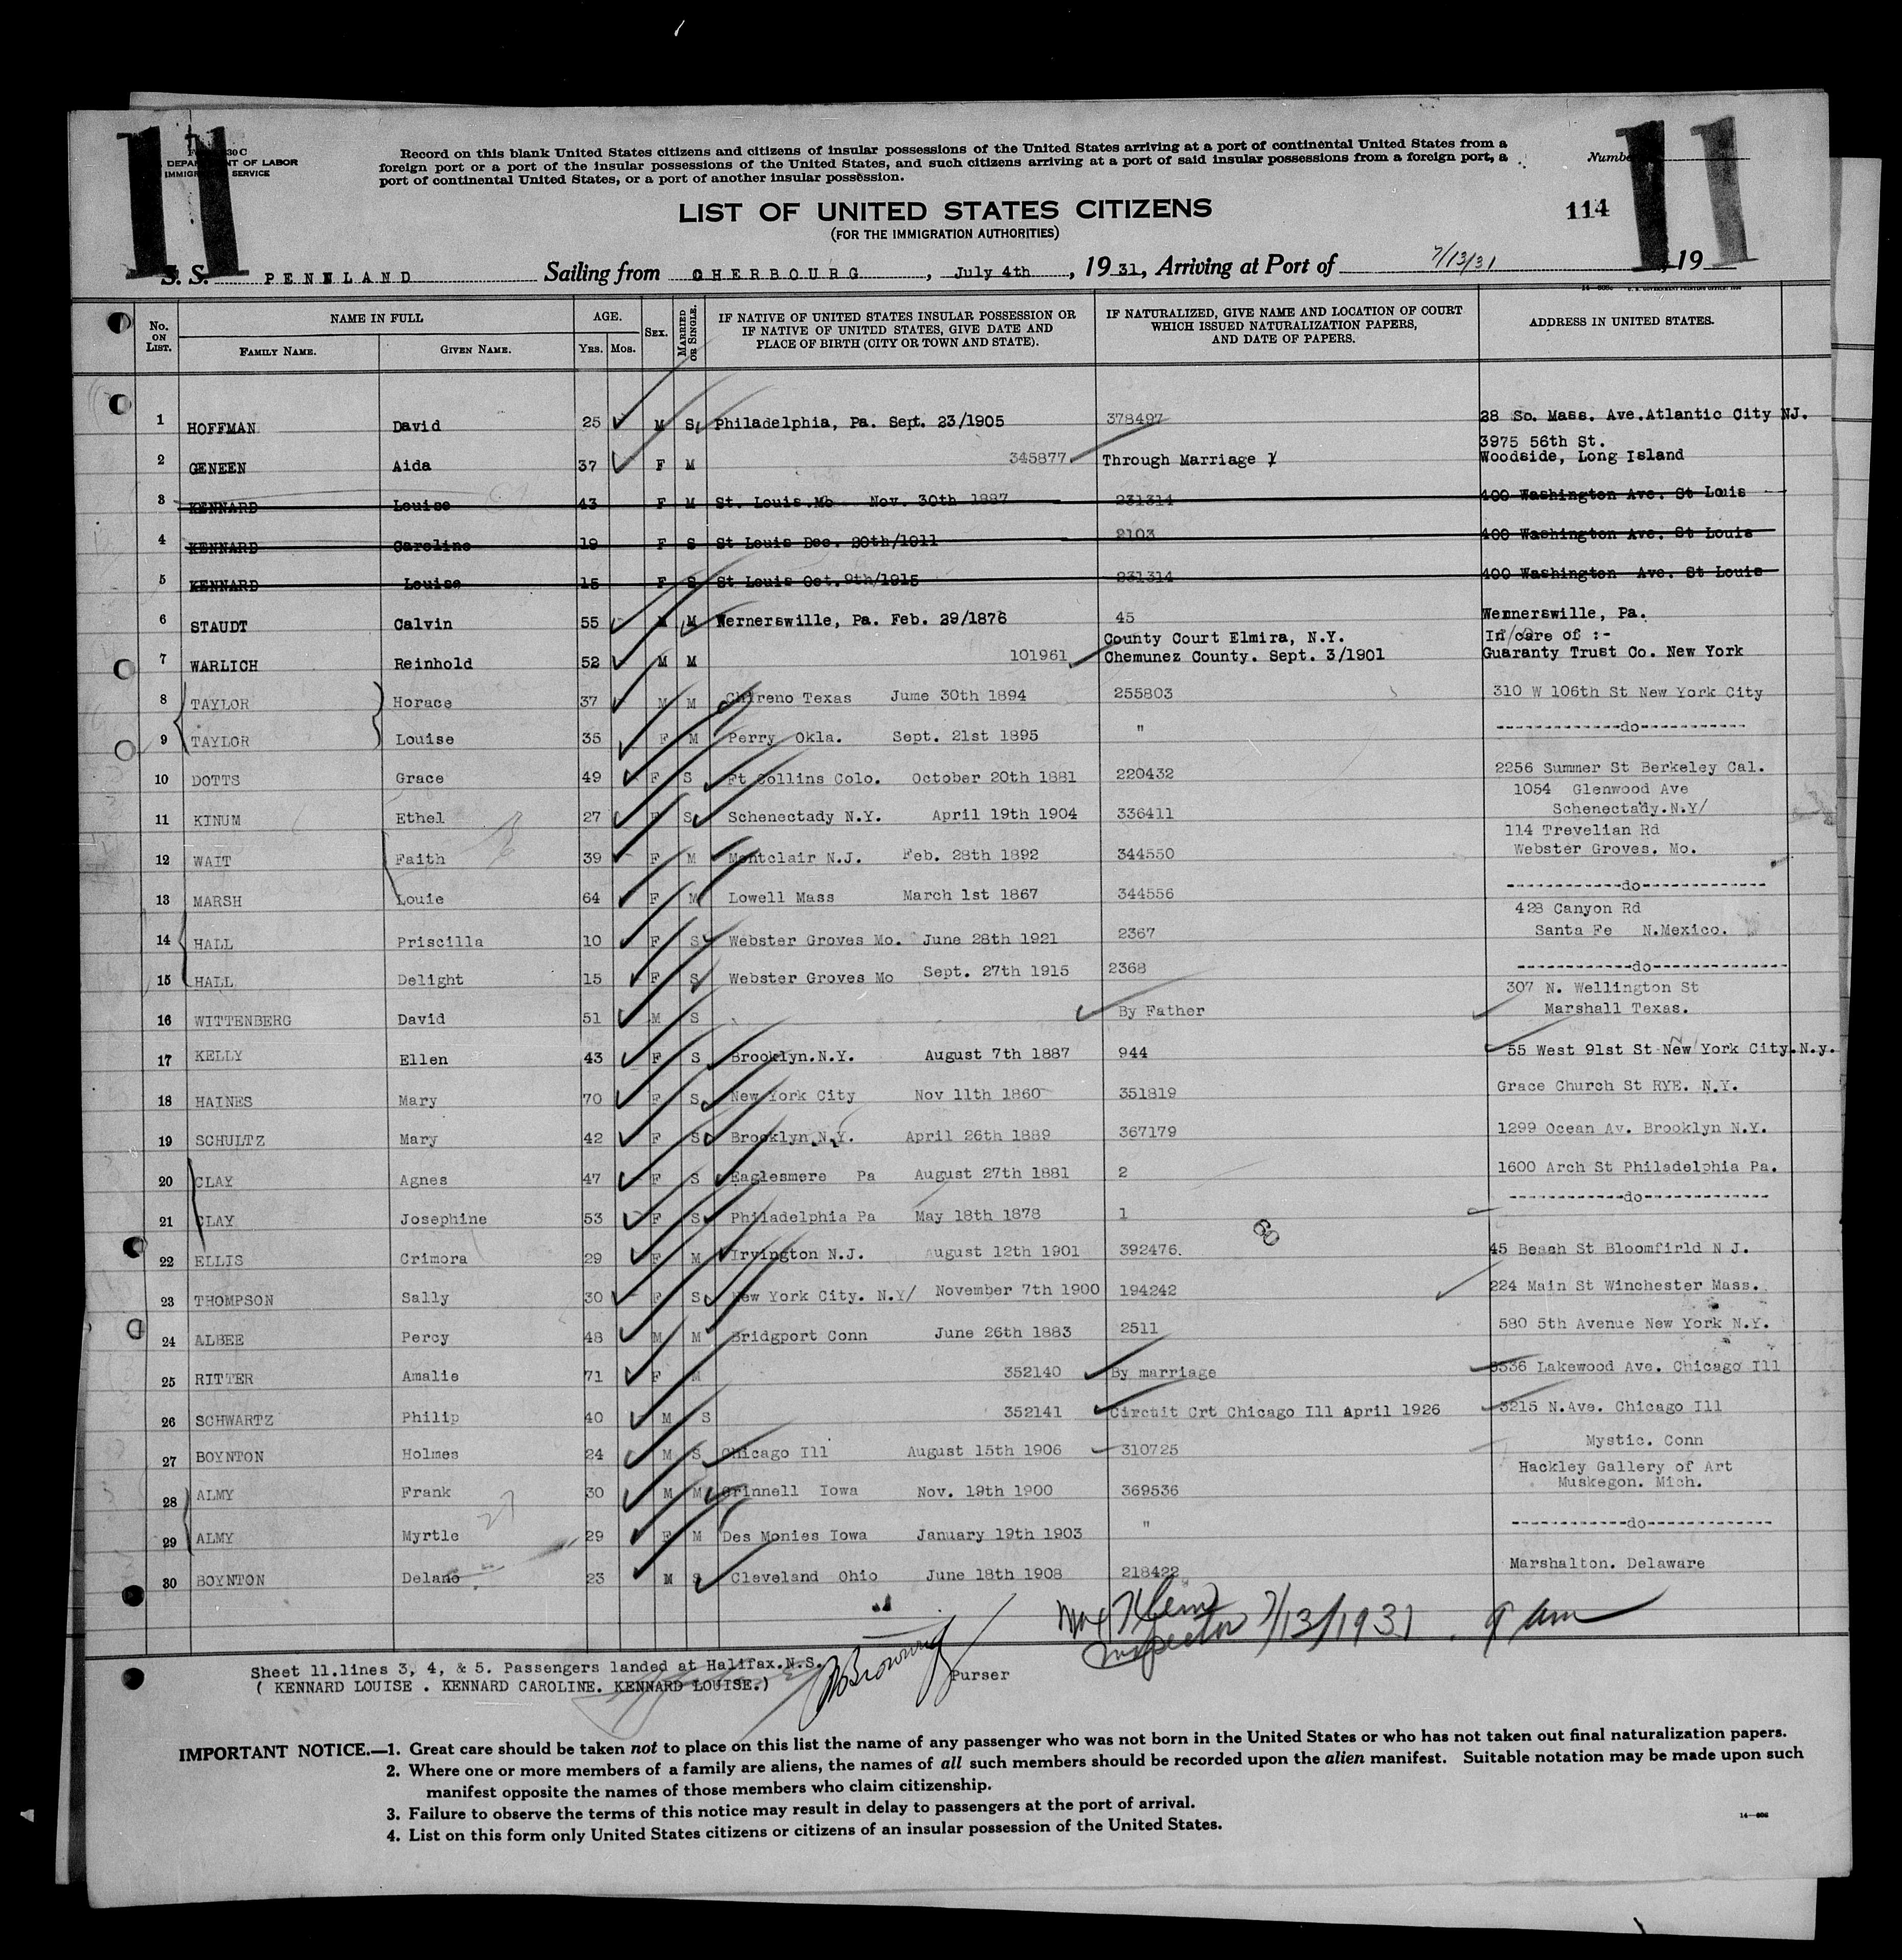 11
11
30 C
DEPARTMENT OF LABOR
IMMIGRATION SERVICE
Record on this blank United States citizens and citizens of insular possessions of the United States arriving at a port of continental United States from a
foreign port or a port of the insular possessions of the United States, and such citizens arriving at a port of said insular possessions from a foreign port, a
port of continental United States, or a port of another insular possession.
Number
LIST OF UNITED STATES CITIZENS
(FOR THE IMMIGRATION AUTHORITIES)
114
S. S. PENNLAND Sailing from CHERBOURG, July 4th, 1931, Arriving at Port of 7/13/31, 19
No. ON LIST. NAME IN FULL FAMILY NAME. GIVEN NAME. AGE. Yrs. Mos. SEX. MARRIED OR SINGLE. IF NATIVE OF UNITED STATES INSULAR POSSESSION OR IF NATIVE OF UNITED STATES, GIVE DATE AND PLACE OF BIRTH (CITY OR TOWN AND STATE). IF NATURALIZED, GIVE NAME AND LOCATION OF COURT WHICH ISSUED NATURALIZATION PAPERS, AND DATE OF PAPERS. ADDRESS IN UNITED STATES.
1 HOFFMAN David 25 M S Philadelphia, Pa. Sept. 23/1905 378497 28 So. Mass. Ave. Atlantic City NJ.
2 GENEEN Aida 37 F M 345877 Through Marriage 3975 56th St. Woodside, Long Island
3 KENNARD Louise 43 F M St. Louis.Mo Nov. 30th 1887 231314 400 Washington Ave. St Louis
4 KENNARD Caroline 19 F S St Louis Dec. 20th/1911 2103 400 Washington Ave. St Louis
5 KENNARD Louise 15 F S St Louis Oct. 9th/1915 231314 400 Washington Ave. St Louis
6 STAUDT Calvin 55 M M Wernerswille, Pa. Feb. 29/1876 45 Wernerswille, Pa.
7 WARLICH Reinhold 52 M M 101961 County Court Elmira, N.Y. Chemunez County. Sept. 3/1901 In care of :- Guaranty Trust Co. New York
8 TAYLOR Horace 37 M M Chireno Texas Jume 30th 1894 255803 310 W 106th St New York City
9 TAYLOR Louise 35 F M Perry Okla. Sept. 21st 1895 " ------------do------------
10 DOTTS Grace 49 F S Ft Collins Colo. October 20th 1881 220432 2256 Summer St Berkeley Cal.
11 KINUM Ethel 27 F S Schenectady N.Y. April 19th 1904 336411 1054 Glenwood Ave Schenectady.N.Y/
12 WAIT Faith 39 F M Montclair N.J. Feb. 28th 1892 344550 114 Trevelian Rd Webster Groves. Mo.
13 MARSH Louie 64 F M Lowell Mass March 1st 1867 344556 ------------do------------
14 HALL Priscilla 10 F S Webster Groves Mo. June 28th 1921 2367 428 Canyon Rd Santa Fe N.Mexico.
15 HALL Delight 15 F S Webster Groves Mo Sept. 27th 1915 2368 ------------do------------
16 WITTENBERG David 51 M S By Father 307 N. Wellington St Marshall Texas.
17 KELLY Ellen 43 F S Brooklyn.N.Y. August 7th 1887 944 55 West 91st St New York City.N.y.
18 HAINES Mary 70 F S New York City Nov 11th 1860 351819 Grace Church St RYE. N.Y.
19 SCHULTZ Mary 42 F S Brooklyn.N.Y. April 26th 1889 367179 1299 Ocean Av. Brooklyn N.Y.
20 CLAY Agnes 47 F S Eaglesmere Pa August 27th 1881 2 1600 Arch St Philadelphia Pa.
21 CLAY Josephine 53 F S Philadelphia Pa May 18th 1878 1 ------------do------------
60
22 ELLIS Crimora 29 F M Irvington N.J. August 12th 1901 392476. 45 Beach St Bloomfirld N J.
23 THOMPSON Sally 30 F S New York City. N.Y/ November 7th 1900 194242 224 Main St Winchester Mass.
24 ALBEE Percy 48 M M Bridgport Conn June 26th 1883 2511 580 5th Avenue New York N.Y.
25 RITTER Amalie 71 F M 352140 By marriage 3536 Lakewood Ave. Chicago Ill
26 SCHWARTZ Philip 40 M S 352141 Circuit Crt Chicago Ill april 1926 3215 N.Ave. Chicago Ill
27 BOYNTON Holmes 24 M S Chicago Ill August 15th 1906 310725 Mystic. Conn
28 ALMY Frank 30 M M Grinnell Iowa Nov. 19th 1900 369536 Hackley Gallery of Art Muskegon. Mich.
27
29 ALMY Myrtle 29 F M Des Monies Iowa January 19th 1903 " ------------do------------
30 BOYNTON Delano 23 M S Cleveland Ohio June 18th 1908 218422 Marshalton. Delaware
Inspector 7/13/1931. 9 am
Sheet 11.lines 3, 4, & 5. Passengers landed at Halifax.N.S.
( KENNARD LOUISE . KENNARD CAROLINE. KENNARD LOUISE.)
Browning Purser
IMPORTANT NOTICE.—1. Great care should be taken not to place on this list the name of any passenger who was not born in the United States or who has not taken out final naturalization papers.
2. Where one or more members of a family are aliens, the names of all such members should be recorded upon the alien manifest. Suitable notation may be made upon such
manifest opposite the names of those members who claim citizenship.
3. Failure to observe the terms of this notice may result in delay to passengers at the port of arrival.
4. List on this form only United States citizens or citizens of an insular possession of the United States.